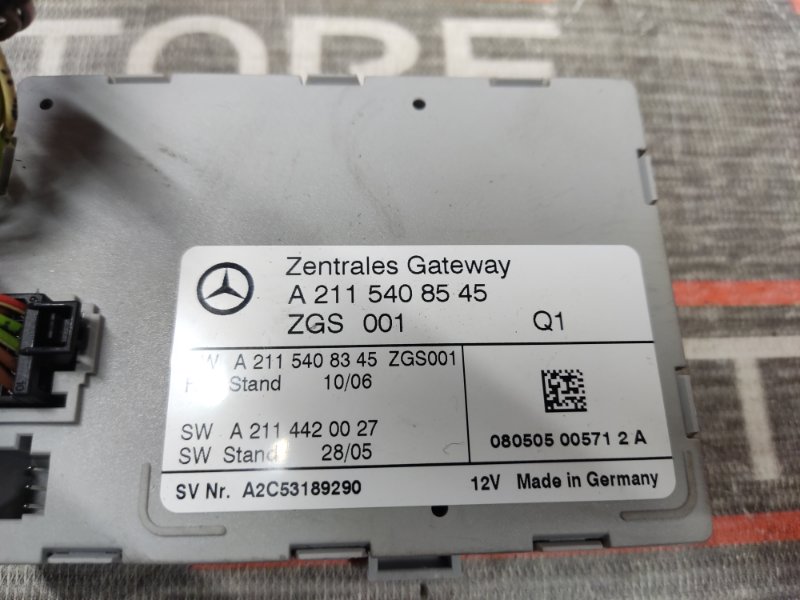 STORE
Zentrales Gateway
A 211 540 85 45
ZGS 001 Q1
A 211 540 83 45 ZGS001
Stand 10/06
SW A 211 442 00 27
SW Stand 28/05
080505 00571 2 A
SV Nr. A2C53189290
12V Made in Germany